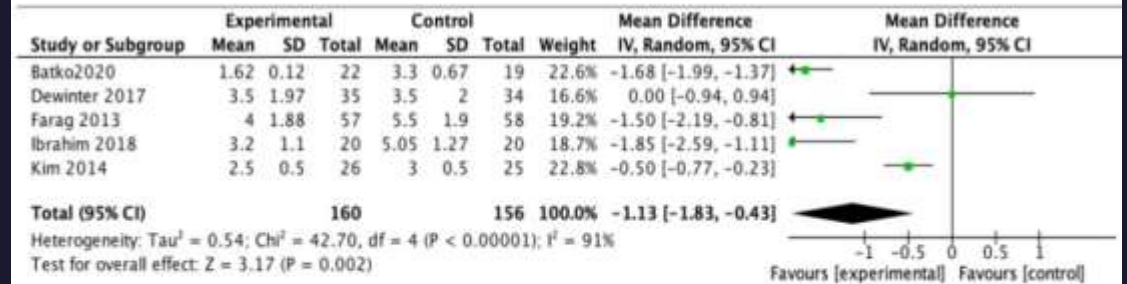 Experimental Control Mean Difference Mean Difference
Study or Subgroup Mean SD Total Mean SD Total Weight IV, Random, 95% CI IV, Random, 95% CI
Batko2020 1.62 0.12 22 3.3 0.67 19 22.6% -1.68 [-1.99, -1.37]
Dewinter 2017 3.5 1.97 35 3.5 2 34 16.6% 0.00 [-0.94, 0.94]
Farag 2013 4 1.88 57 5.5 1.9 58 19.2% -1.50 [-2.19, -0.81]
Ibrahim 2018 3.2 1.1 20 5.05 1.27 20 18.7% -1.85 [-2.59, -1.11]
Kim 2014 2.5 0.5 26 3 0.5 25 22.8% -0.50 [-0.77, -0.23]
Total (95% CI) 160 156 100.0% -1.13 [-1.83, -0.43]
Heterogeneity: Tau² = 0.54; Chi² = 42.70, df = 4 (P < 0.00001); I² = 91%
Test for overall effect: Z = 3.17 (P = 0.002)
-1 -0.5 0 0.5 1
Favours [experimental] Favours [control]